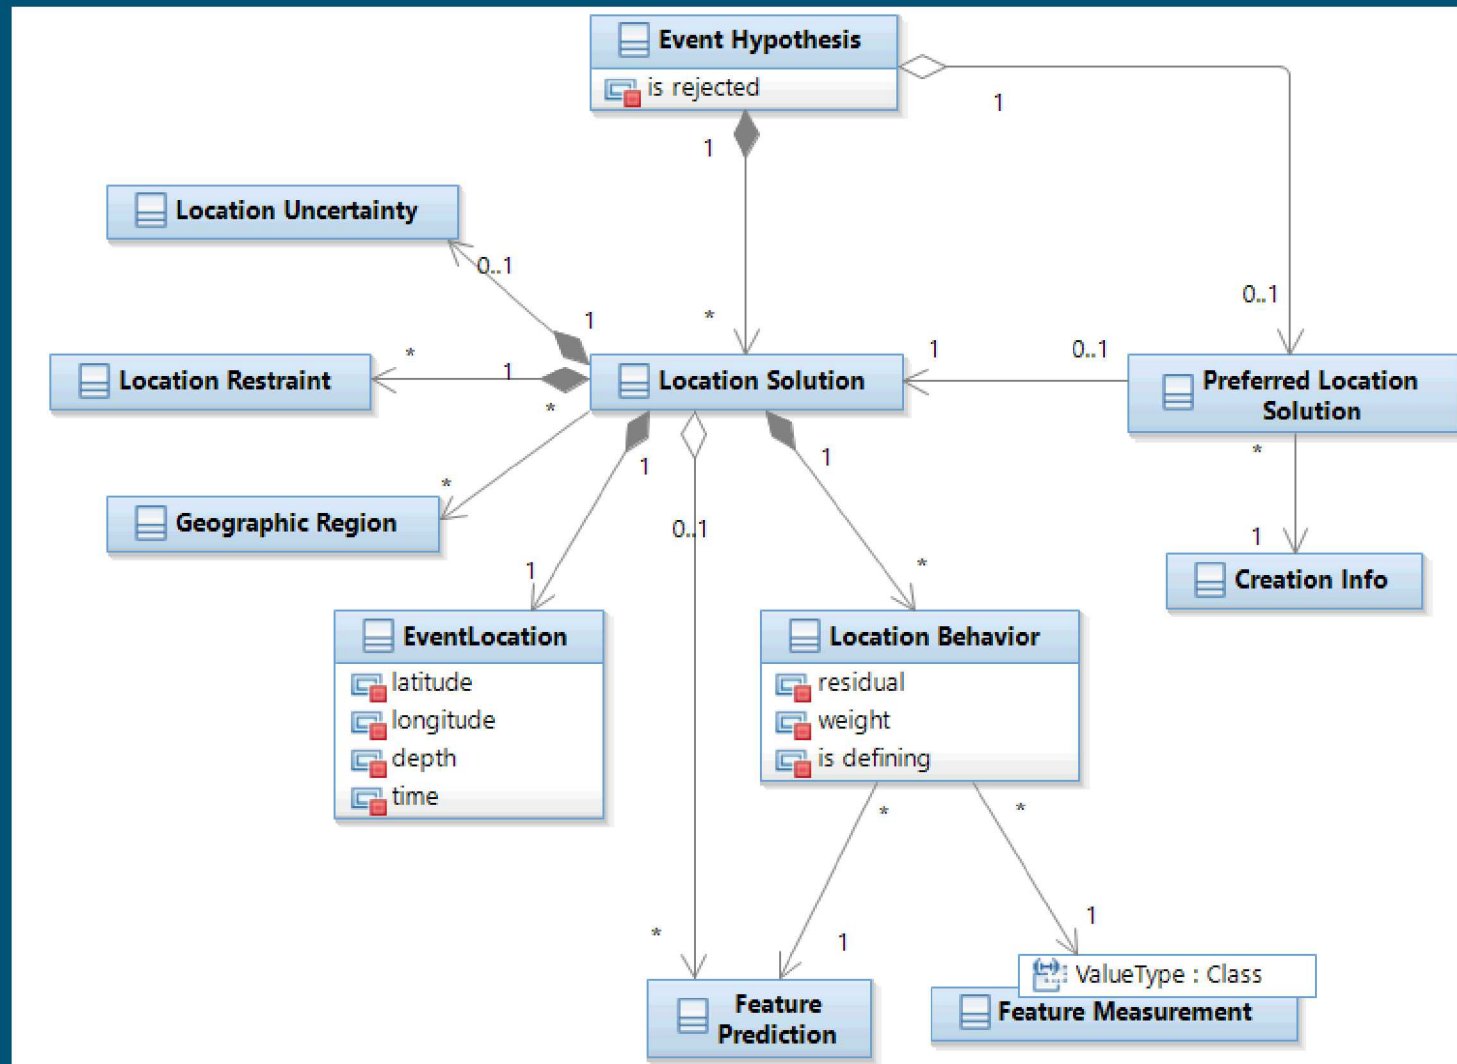 Event Hypothesis
is rejected
1
1
Location Uncertainty
0..1
1
*
0..1
Location Restraint
*
1
Location Solution
1
0..1
Preferred Location
Solution
*
*
Geographic Region
1
0..1
1
*
1
Creation Info
1
*
EventLocation
latitude
longitude
depth
time
Location Behavior
residual
weight
is defining
*
*
*
1
1
ValueType : Class
Feature
Prediction
Feature Measurement